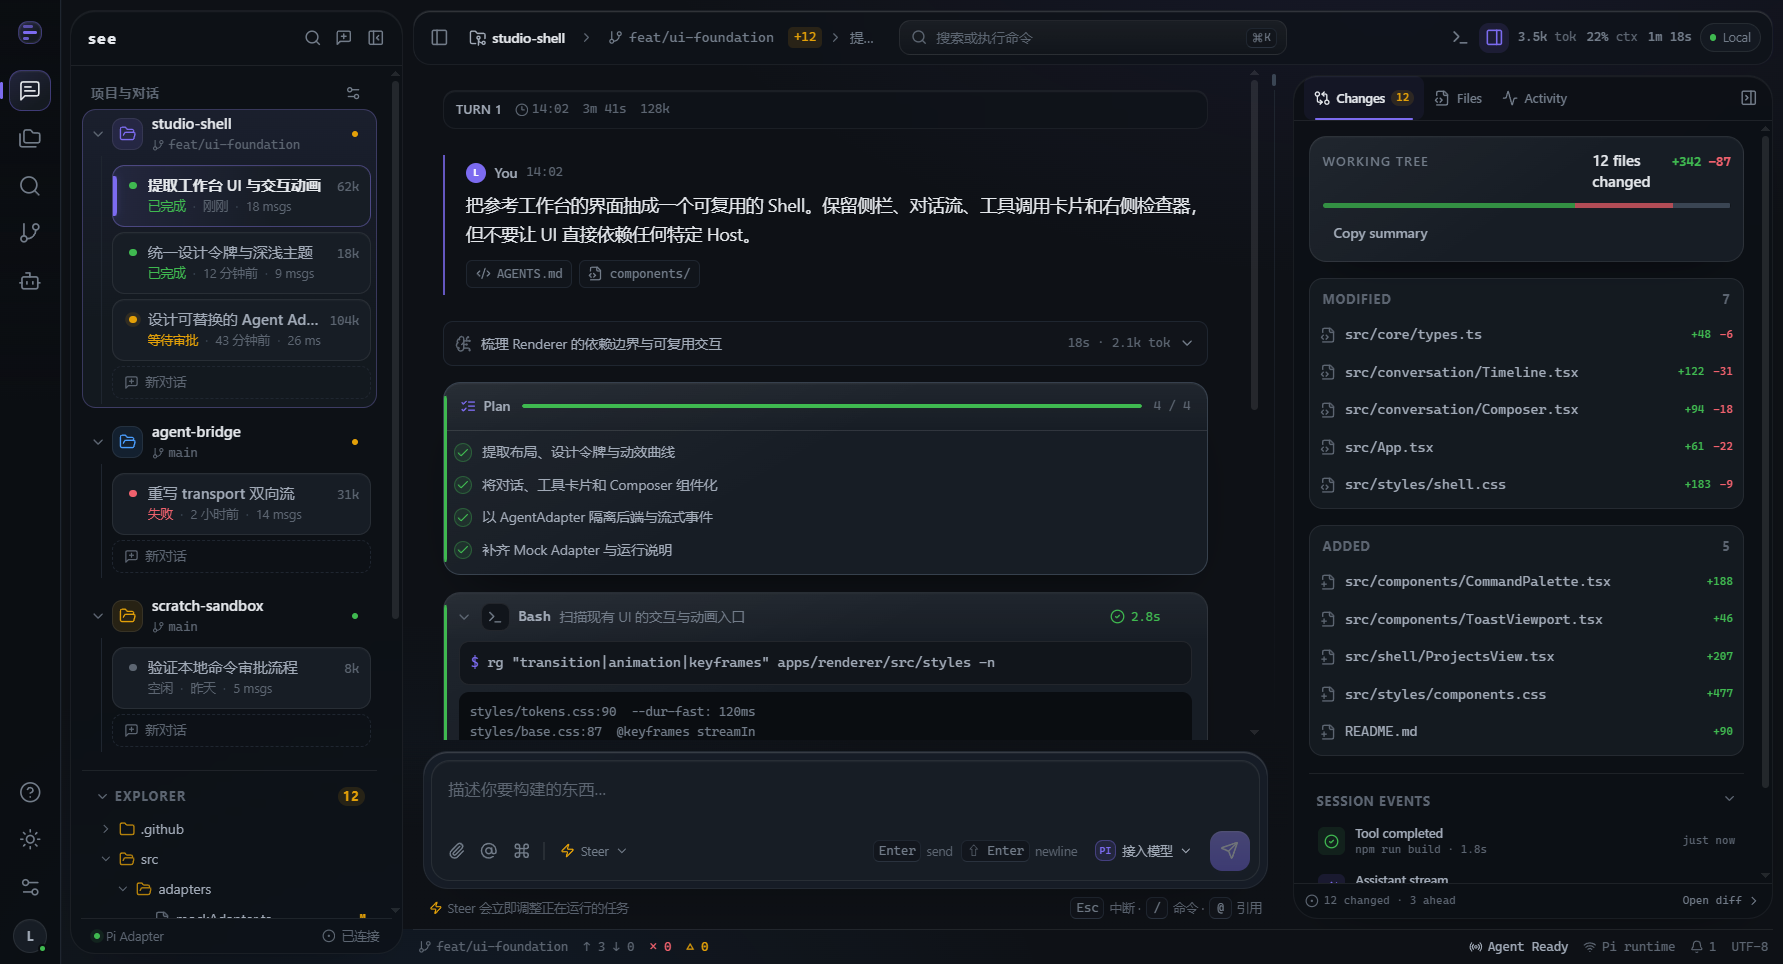 see
项目与对话
studio-shell
feat/ui-foundation
提取工作台 UI 与交互动画 62k
已完成 · 刚刚 · 18 msgs
统一设计令牌与深浅主题 18k
已完成 · 12 分钟前 · 9 msgs
设计可替换的 Agent Ad... 104k
等待审批 · 43 分钟前 · 26 ms
新对话
agent-bridge
main
重写 transport 双向流 31k
失败 · 2 小时前 · 14 msgs
新对话
scratch-sandbox
main
验证本地命令审批流程 8k
空闲 · 昨天 · 5 msgs
新对话
EXPLORER 12
.github
src
adapters
mockAdapter.ts M
Pi Adapter 已连接
L
studio-shell > feat/ui-foundation +12 > 提...
搜索或执行命令 ⌘K
3.5k tok 22% ctx 1m 18s Local
TURN 1 14:02 3m 41s 128k
L You 14:02
把参考工作台的界面抽成一个可复用的 Shell。保留侧栏、对话流、工具调用卡片和右侧检查器，
但不要让 UI 直接依赖任何特定 Host。
AGENTS.md components/
梳理 Renderer 的依赖边界与可复用交互 18s · 2.1k tok
Plan 4 / 4
提取布局、设计令牌与动效曲线
将对话、工具卡片和 Composer 组件化
以 AgentAdapter 隔离后端与流式事件
补齐 Mock Adapter 与运行说明
Bash 扫描现有 UI 的交互与动画入口 2.8s
$ rg "transition|animation|keyframes" apps/renderer/src/styles -n
styles/tokens.css:90 --dur-fast: 120ms
styles/base.css:87 @keyframes streamIn
描述你要构建的东西...
Steer Enter send ⇧ Enter newline PI 接入模型
Steer 会立即调整正在运行的任务 Esc 中断 · / 命令 · @ 引用
feat/ui-foundation ↑ 3 ↓ 0 × 0 △ 0
Changes 12 Files Activity
WORKING TREE 12 files changed +342 −87
Copy summary
MODIFIED 7
src/core/types.ts +48 −6
src/conversation/Timeline.tsx +122 −31
src/conversation/Composer.tsx +94 −18
src/App.tsx +61 −22
src/styles/shell.css +183 −9
ADDED 5
src/components/CommandPalette.tsx +188
src/components/ToastViewport.tsx +46
src/shell/ProjectsView.tsx +207
src/styles/components.css +477
README.md +90
SESSION EVENTS
Tool completed just now
npm run build · 1.8s
Assistant stream
12 changed · 3 ahead Open diff
Agent Ready Pi runtime 1 UTF-8